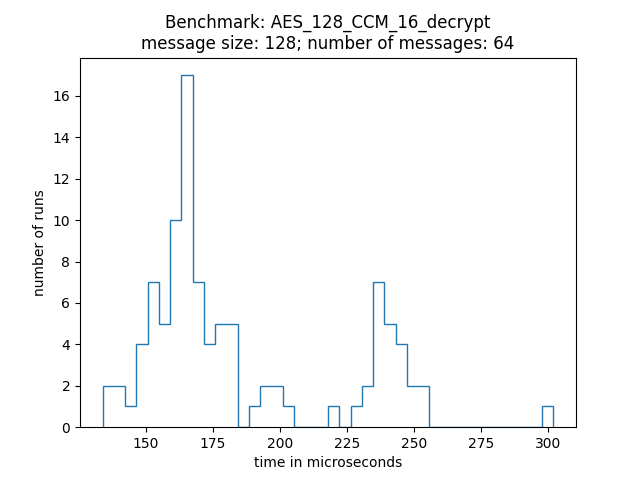 Benchmark: AES_128_CCM_16_decrypt
message size: 128; number of messages: 64
number of runs
16
14
12
10
8
6
4
2
0
150 175 200 225 250 275 300
time in microseconds